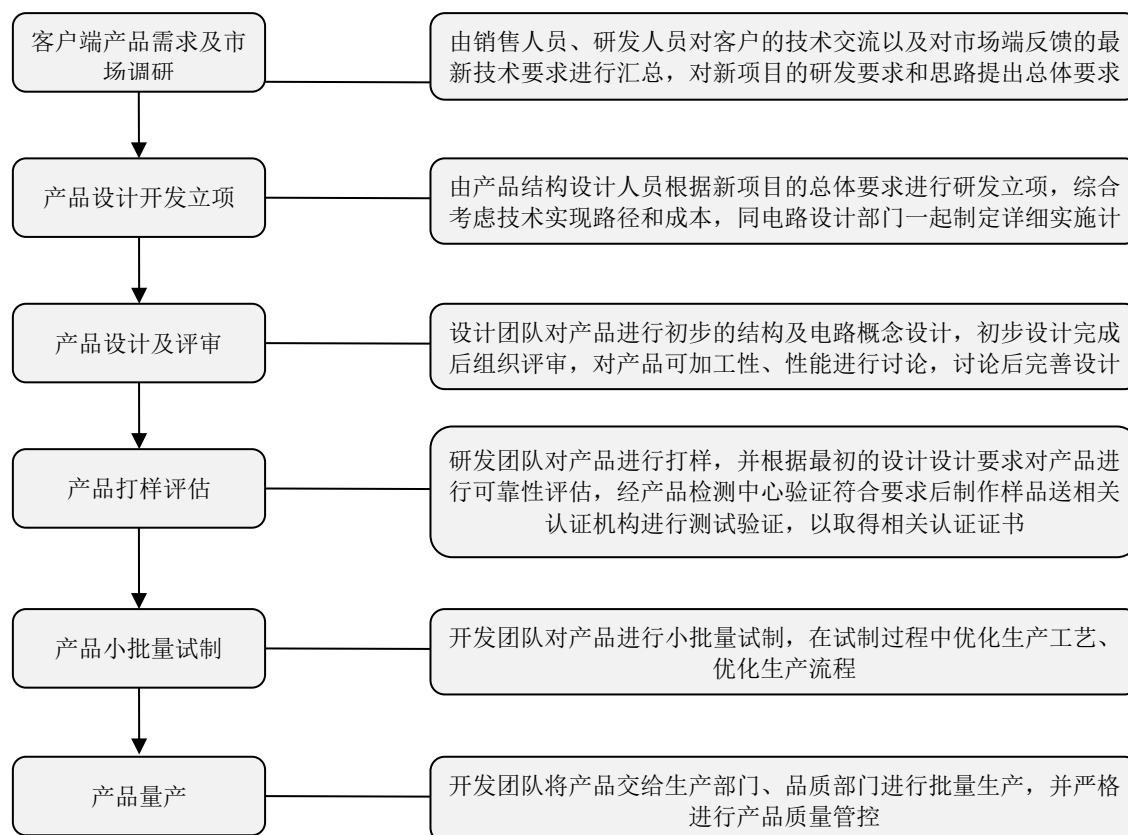 客户端产品需求及市
场调研
由销售人员、研发人员对客户的技术交流以及对市场端反馈的最
新技术要求进行汇总，对新项目的研发要求和思路提出总体要求
产品设计开发立项
由产品结构设计人员根据新项目的总体要求进行研发立项，综合
考虑技术实现路径和成本，同电路设计部门一起制定详细实施计
产品设计及评审
设计团队对产品进行初步的结构及电路概念设计，初步设计完成
后组织评审，对产品可加工性、性能进行讨论，讨论后完善设计
产品打样评估
研发团队对产品进行打样，并根据最初的设计设计要求对产品进
行可靠性评估，经产品检测中心验证符合要求后制作样品送相关
认证机构进行测试验证，以取得相关认证证书
产品小批量试制
开发团队对产品进行小批量试制，在试制过程中优化生产工艺、
优化生产流程
产品量产
开发团队将产品交给生产部门、品质部门进行批量生产，并严格
进行产品质量管控